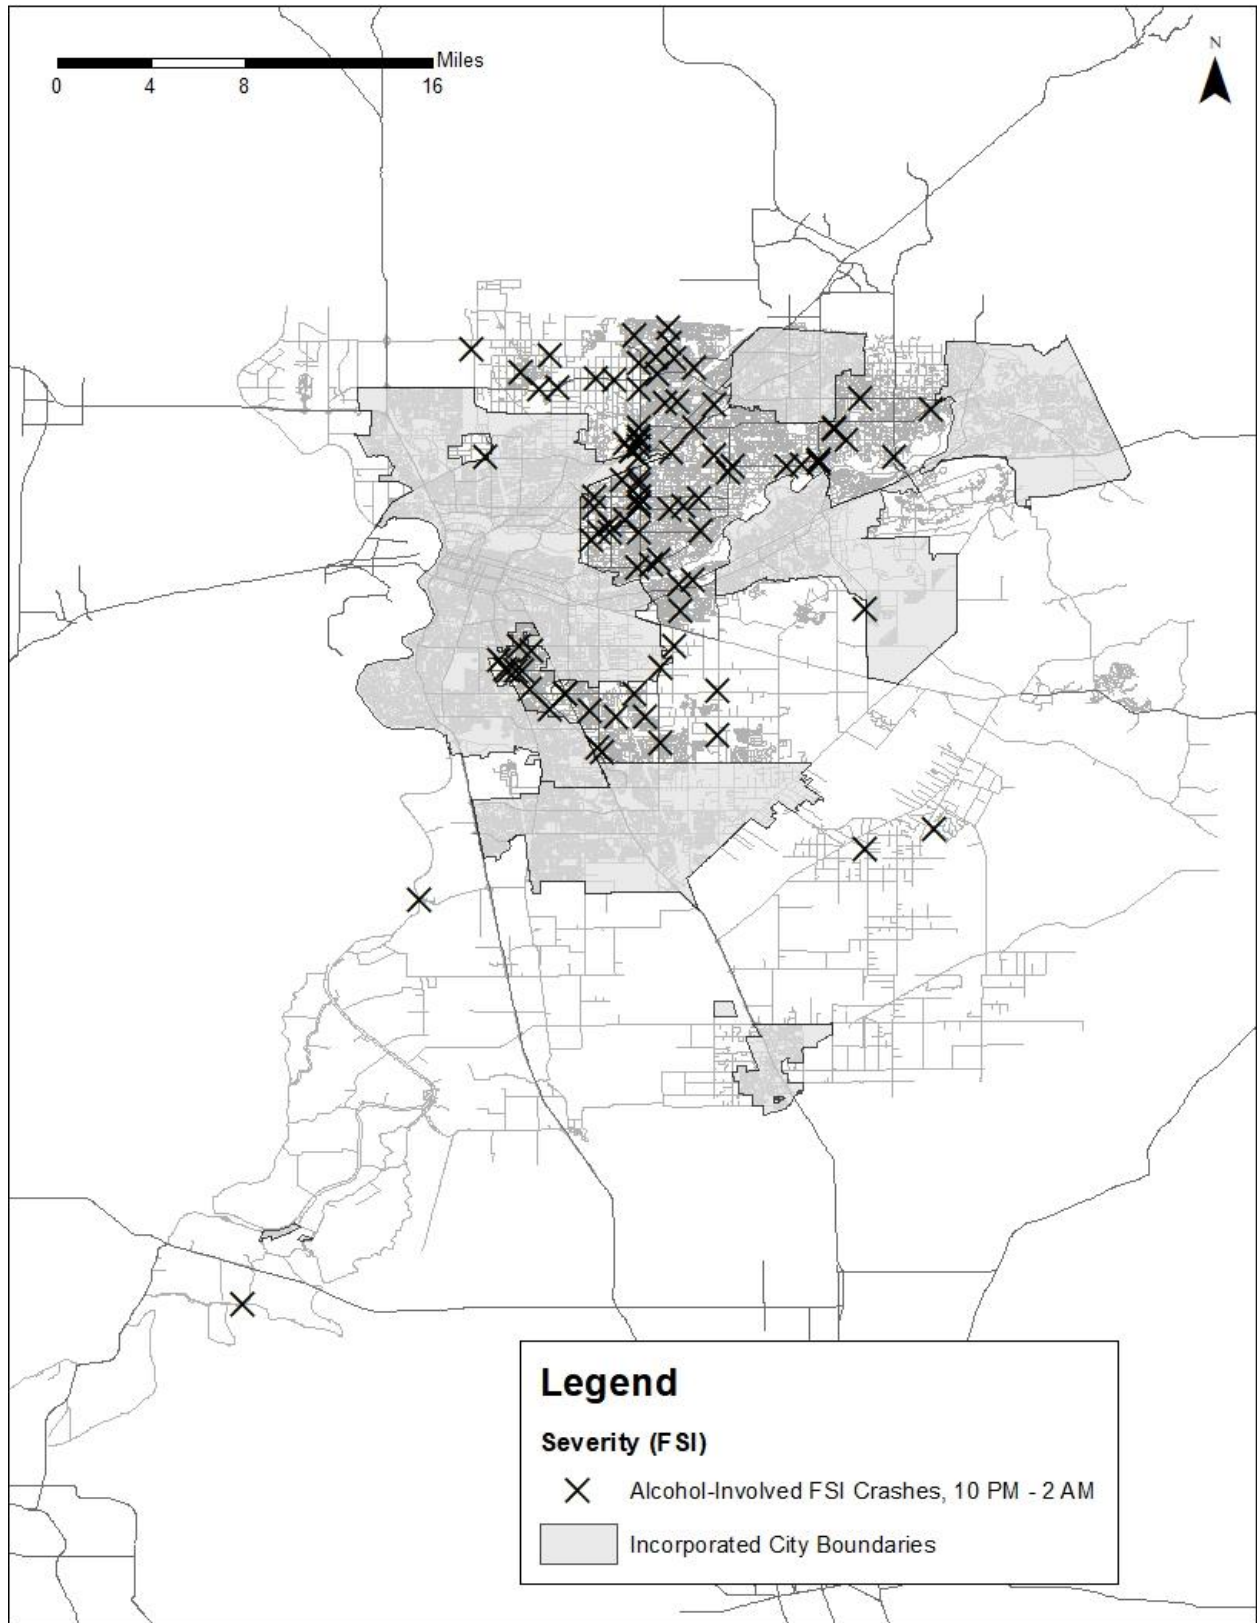 Miles
0 4 8 16
N
Legend
Severity (FSI)
Alcohol-Involved FSI Crashes, 10 PM - 2 AM
Incorporated City Boundaries